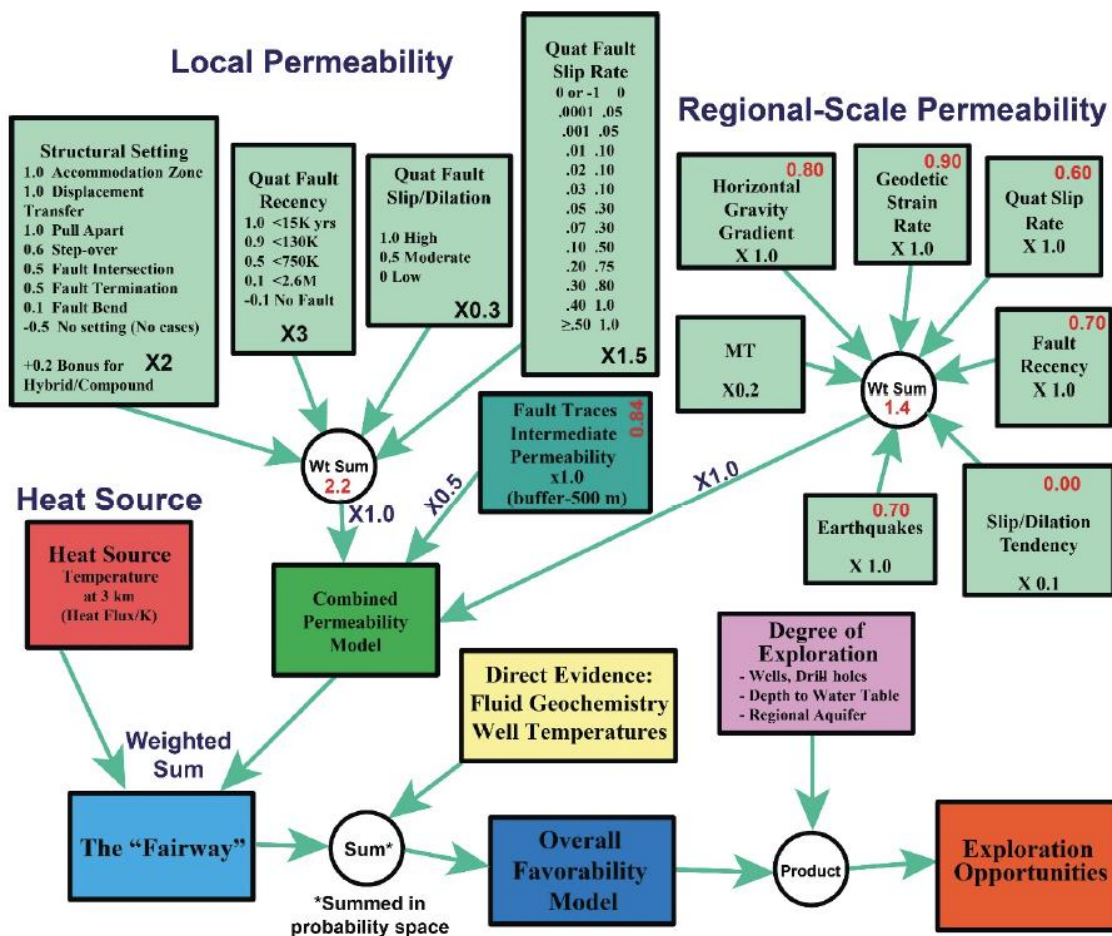 Local Permeability
Structural Setting
1.0 Accommodation Zone
1.0 Displacement
Transfer
1.0 Pull Apart
0.6 Step-over
0.5 Fault Intersection
0.5 Fault Termination
0.1 Fault Bend
-0.5 No setting (No cases)
+0.2 Bonus for
Hybrid/Compound
X2
Quat Fault
Recency
1.0 <15K yrs
0.9 <130K
0.5 <750K
0.1 <2.6M
-0.1 No Fault
X3
Quat Fault
Slip/Dilation
1.0 High
0.5 Moderate
0 Low
X0.3
Quat Fault
Slip Rate
0 or -1 0
.0001 .05
.001 .05
.01 .10
.02 .10
.03 .10
.05 .30
.07 .30
.10 .50
.20 .75
.30 .80
.40 1.0
≥.50 1.0
X1.5
Wt Sum
2.2
X1.0
Fault Traces
Intermediate
Permeability
x1.0
(buffer-500 m)
0.84
X0.5
Regional-Scale Permeability
0.80
Horizontal
Gravity
Gradient
X 1.0
0.90
Geodetic
Strain
Rate
X 1.0
0.60
Quat Slip
Rate
X 1.0
MT
X0.2
Wt Sum
1.4
0.70
Fault
Recency
X 1.0
0.70
Earthquakes
X 1.0
0.00
Slip/Dilation
Tendency
X 0.1
X1.0
Heat Source
Heat Source
Temperature
at 3 km
(Heat Flux/K)
Combined
Permeability
Model
Direct Evidence:
Fluid Geochemistry
Well Temperatures
Degree of
Exploration
- Wells, Drill holes
- Depth to Water Table
- Regional Aquifer
Weighted
Sum
The “Fairway”
Sum*
*Summed in
probability space
Overall
Favorability
Model
Product
Exploration
Opportunities